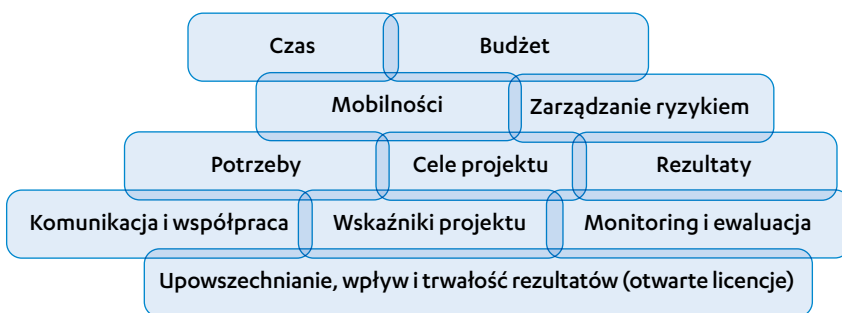 Czas Budżet
Mobilności Zarządzanie ryzykiem
Potrzeby Cele projektu Rezultaty
Komunikacja i współpraca Wskaźniki projektu Monitoring i ewaluacja
Upowszechnianie, wpływ i trwałość rezultatów (otwarte licencje)